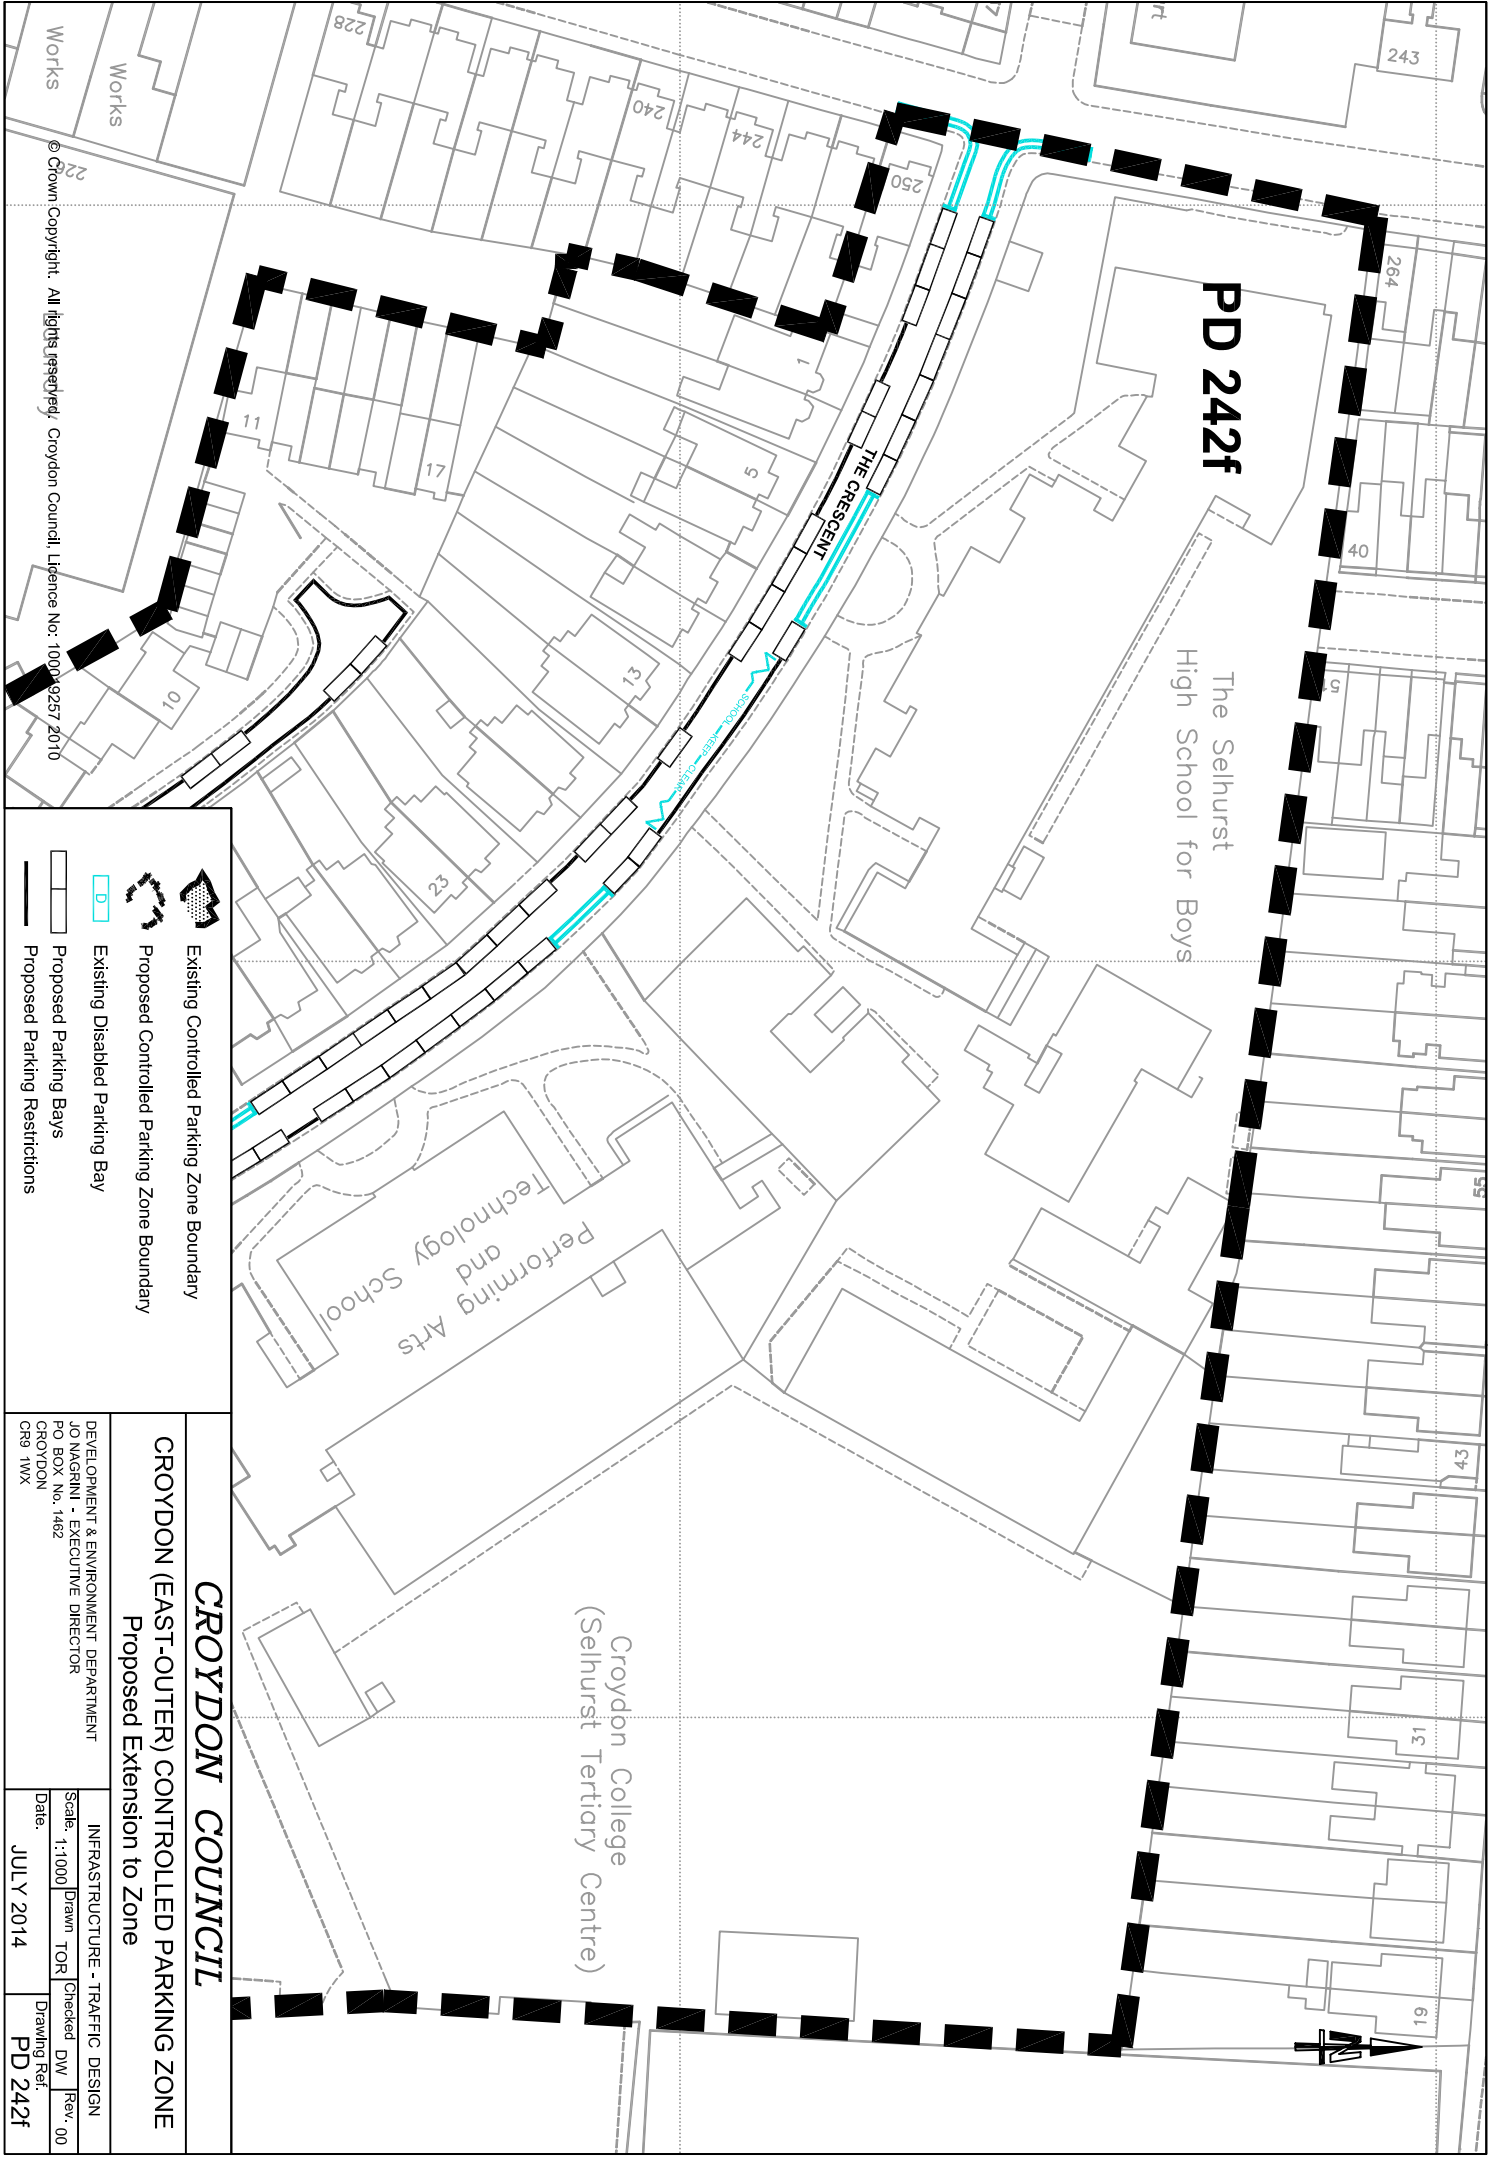 PD 242f
The Selhurst
High School for Boys
THE CRESCENT
SCHOOL KEEP CLEAR
Performing Arts
and
Technology School
Croydon College
(Selhurst Tertiary Centre)
Works
Works
226
228
240
244
250
243
264
40
55
43
31
19
1
5
13
23
11
17
10
N
© Crown Copyright. All rights reserved. Croydon Council, Licence No: 100019257 2010
Existing Controlled Parking Zone Boundary
Proposed Controlled Parking Zone Boundary
D
Existing Disabled Parking Bay
Proposed Parking Bays
Proposed Parking Restrictions
CROYDON COUNCIL
CROYDON (EAST-OUTER) CONTROLLED PARKING ZONE
Proposed Extension to Zone
DEVELOPMENT & ENVIRONMENT DEPARTMENT
JO NAGRINI - EXECUTIVE DIRECTOR
PO BOX No. 1462
CROYDON
CR9 1WX
INFRASTRUCTURE - TRAFFIC DESIGN
Scale. 1:1000
Drawn TOR
Checked DW
Rev. 00
Date.
JULY 2014
Drawing Ref.
PD 242f